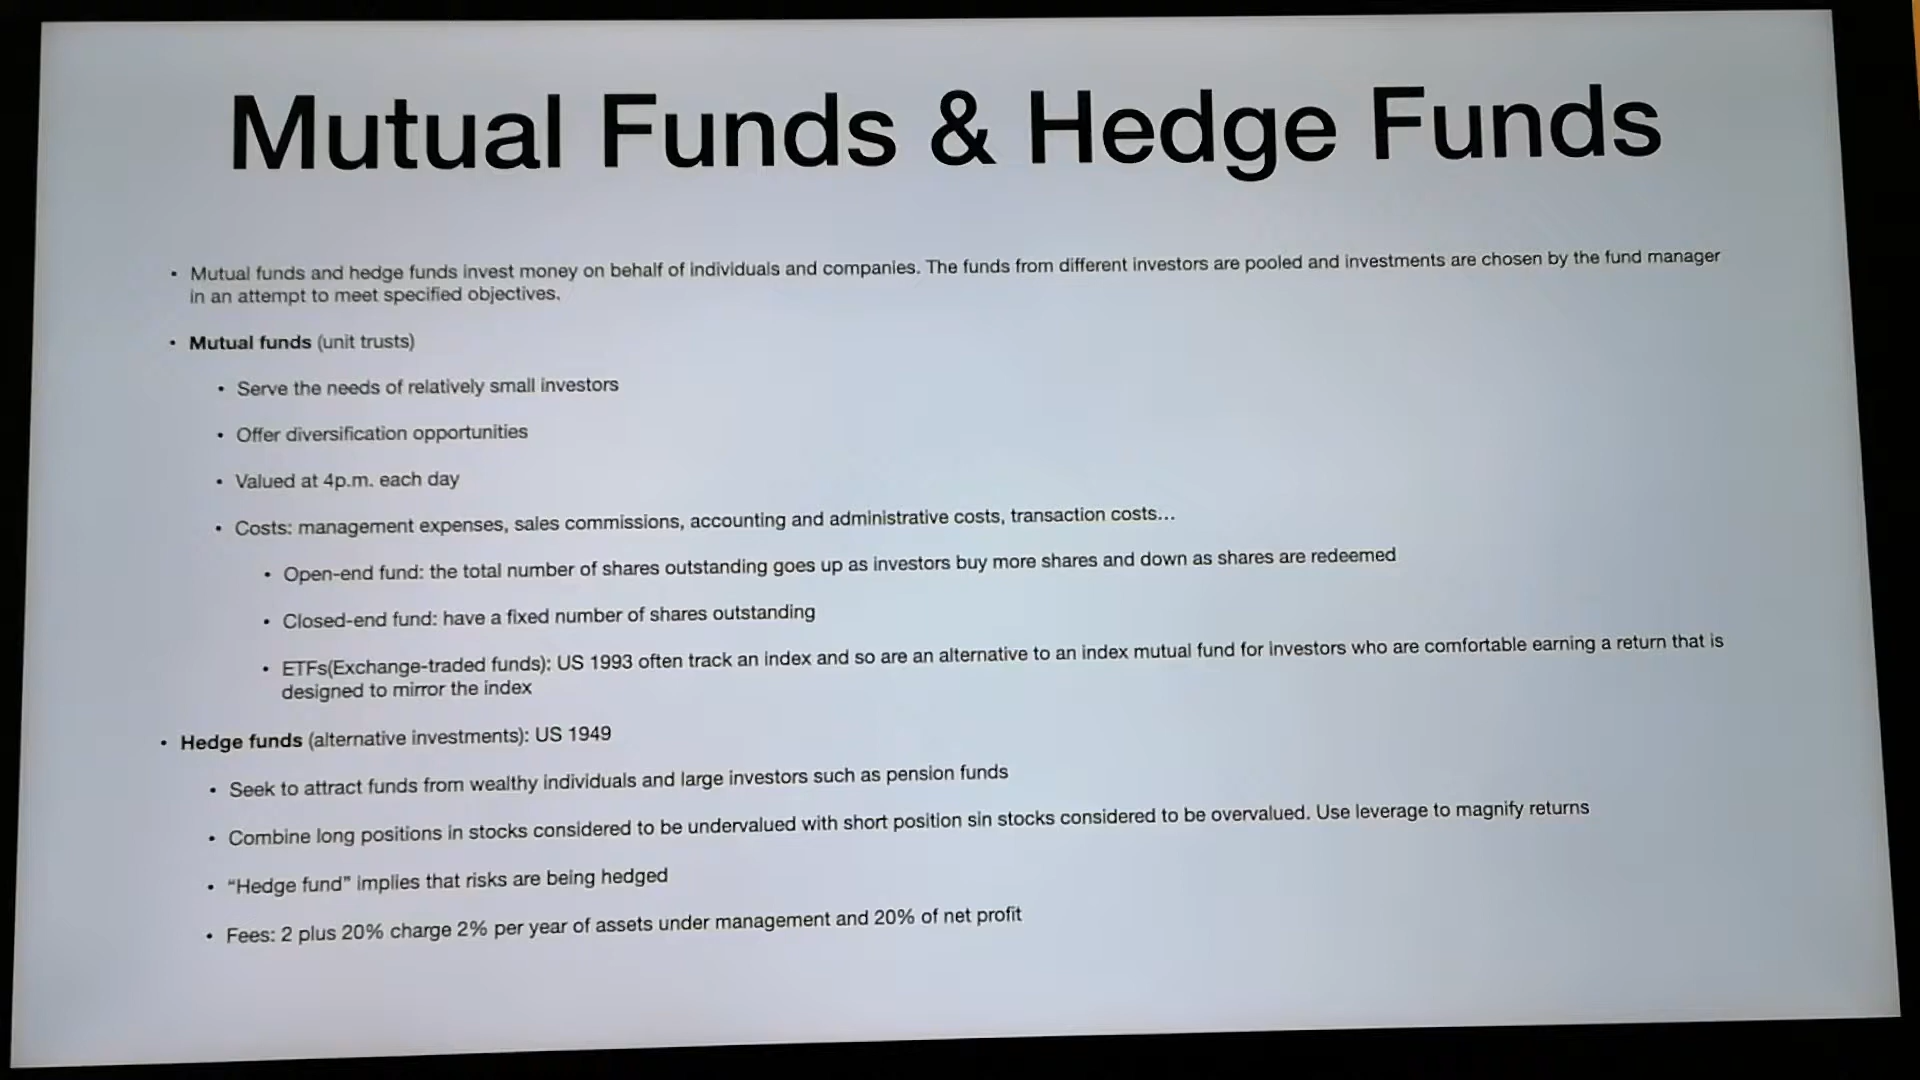 Mutual Funds & Hedge Funds
• Mutual funds and hedge funds invest money on behalf of individuals and companies. The funds from different investors are pooled and investments are chosen by the fund manager
in an attempt to meet specified objectives.
• Mutual funds (unit trusts)
• Serve the needs of relatively small investors
• Offer diversification opportunities
• Valued at 4p.m. each day
• Costs: management expenses, sales commissions, accounting and administrative costs, transaction costs…
• Open-end fund: the total number of shares outstanding goes up as investors buy more shares and down as shares are redeemed
• Closed-end fund: have a fixed number of shares outstanding
• ETFs(Exchange-traded funds): US 1993 often track an index and so are an alternative to an index mutual fund for investors who are comfortable earning a return that is
designed to mirror the index
• Hedge funds (alternative investments): US 1949
• Seek to attract funds from wealthy individuals and large investors such as pension funds
• Combine long positions in stocks considered to be undervalued with short position sin stocks considered to be overvalued. Use leverage to magnify returns
• “Hedge fund” implies that risks are being hedged
• Fees: 2 plus 20% charge 2% per year of assets under management and 20% of net profit